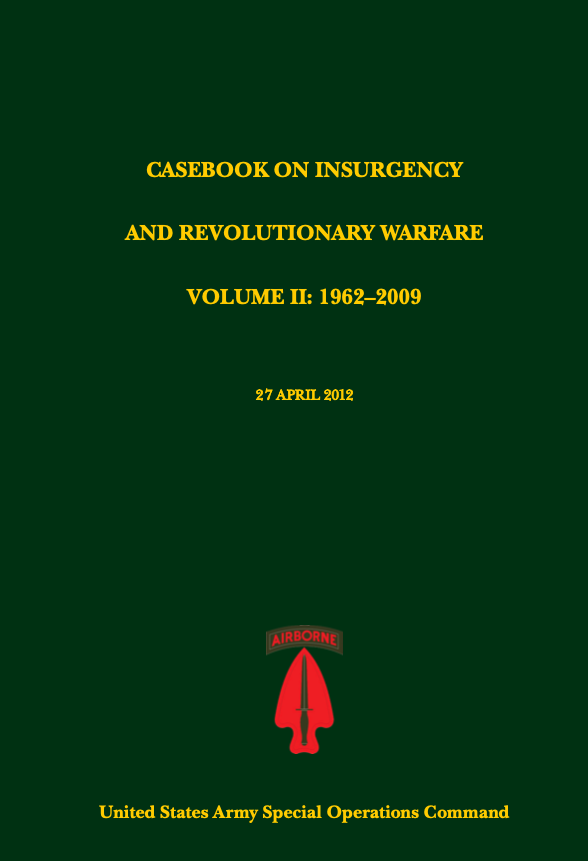 CASEBOOK ON INSURGENCY
AND REVOLUTIONARY WARFARE
VOLUME II: 1962–2009
27 APRIL 2012
AIRBORNE
United States Army Special Operations Command